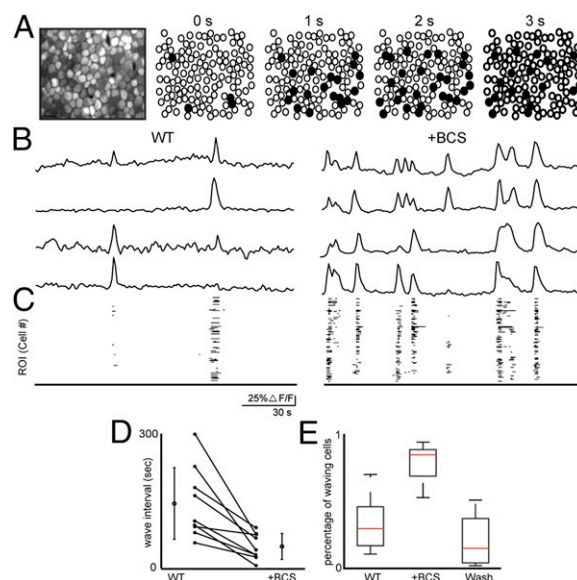 A
0 s 1 s 2 s 3 s
B
WT +BCS
C
ROI (Cell #)
25% △ F/F
30 s
D
300
wave interval (sec)
0
WT +BCS
E
1
percentage of waving cells
0
WT +BCS Wash